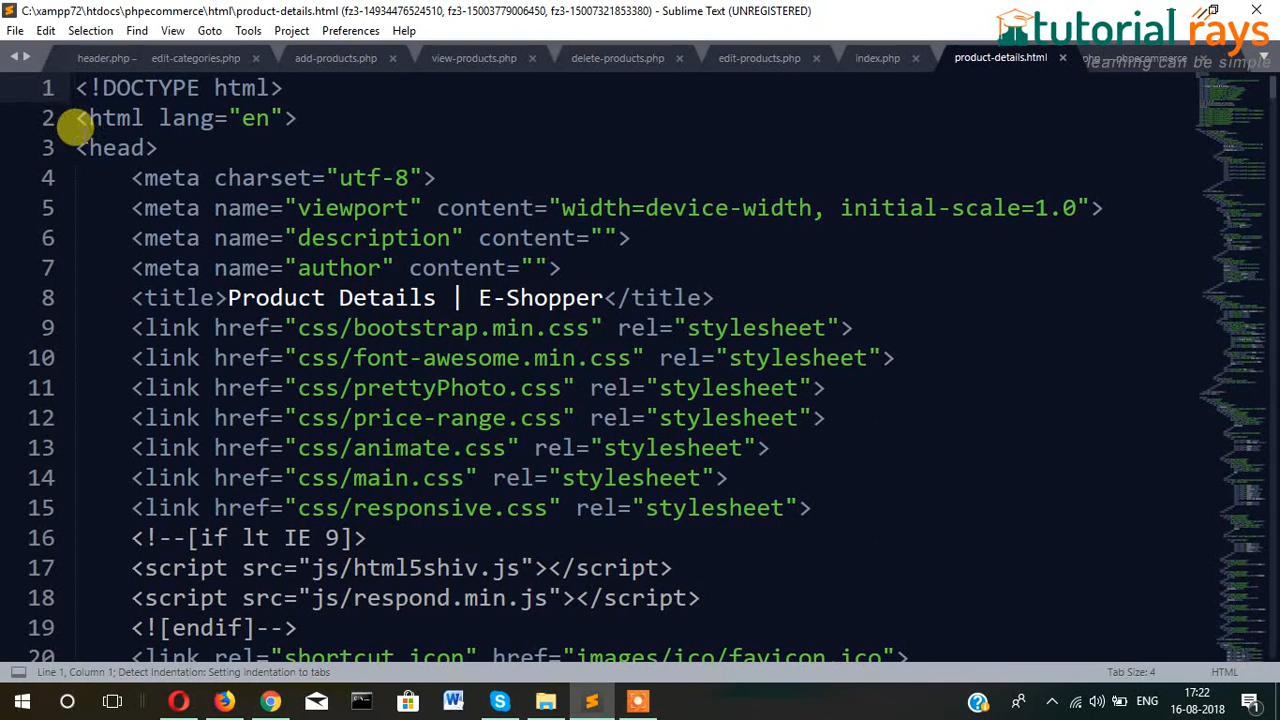 C:\xampp72\htdocs\phpecommerce\html\product-details.html (fz3-1493447652451, fz3-15003779006450, fz3-15007321853380) - Sublime Text (UNREGISTERED)
File Edit Selection Find View Goto Tools Project Preferences Help
tutorial rays
learning can be simple
header.php – edit-categories.php add-products.php view-products.php delete-products.php edit-products.php index.php product-details.html php – phpecommerce
1 <!DOCTYPE html>
2 <html lang="en">
3 <head>
4 <meta charset="utf-8">
5 <meta name="viewport" content="width=device-width, initial-scale=1.0">
6 <meta name="description" content="">
7 <meta name="author" content="">
8 <title>Product Details | E-Shopper</title>
9 <link href="css/bootstrap.min.css" rel="stylesheet">
10 <link href="css/font-awesome.min.css" rel="stylesheet">
11 <link href="css/prettyPhoto.css" rel="stylesheet">
12 <link href="css/price-range.css" rel="stylesheet">
13 <link href="css/animate.css" rel="stylesheet">
14 <link href="css/main.css" rel="stylesheet">
15 <link href="css/responsive.css" rel="stylesheet">
16 <!--[if lt IE 9]>
17 <script src="js/html5shiv.js"></script>
18 <script src="js/respond.min.js"></script>
19 <![endif]-->
20 <link rel="shortcut icon" href="images/ico/favicon.ico">
Line 1, Column 1; Detect Indentation: Setting indentation to tabs Tab Size: 4 HTML
ENG
17:22
16-08-2018